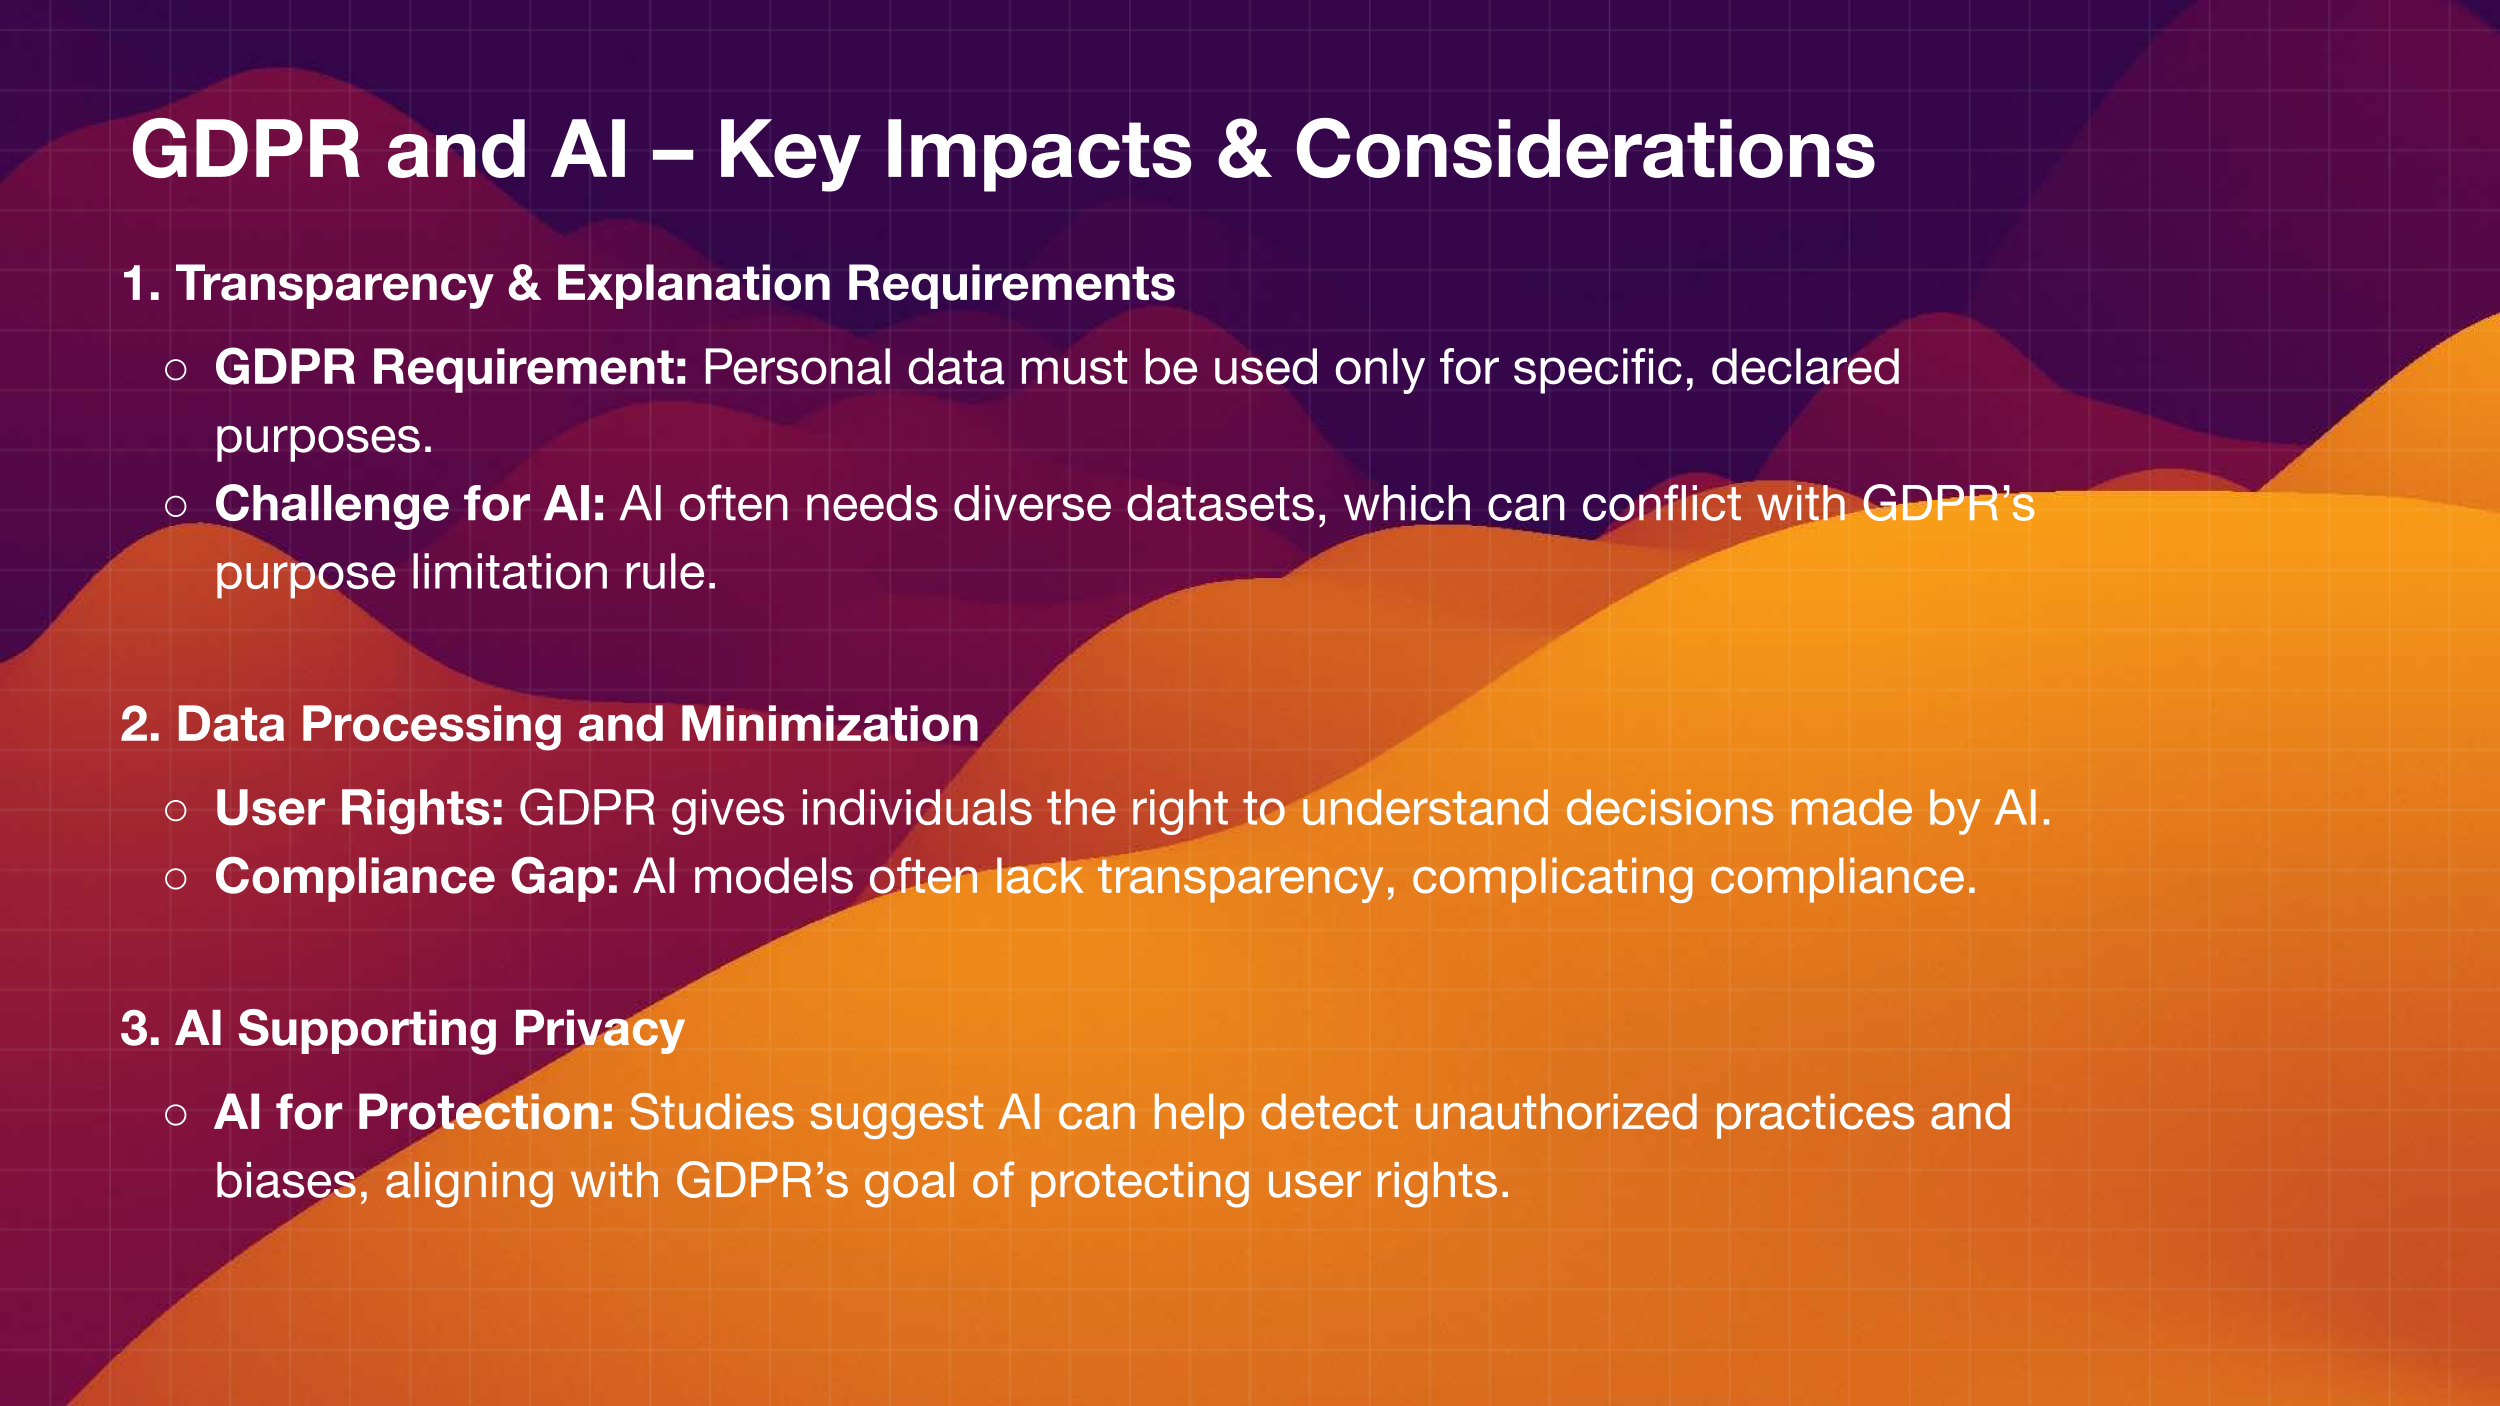 GDPR and AI – Key Impacts & Considerations
1. Transparency & Explanation Requirements
○ GDPR Requirement: Personal data must be used only for specific, declared
purposes.
○ Challenge for AI: AI often needs diverse datasets, which can conflict with GDPR’s
purpose limitation rule.
2. Data Processing and Minimization
○ User Rights: GDPR gives individuals the right to understand decisions made by AI.
○ Compliance Gap: AI models often lack transparency, complicating compliance.
3. AI Supporting Privacy
○ AI for Protection: Studies suggest AI can help detect unauthorized practices and
biases, aligning with GDPR’s goal of protecting user rights.